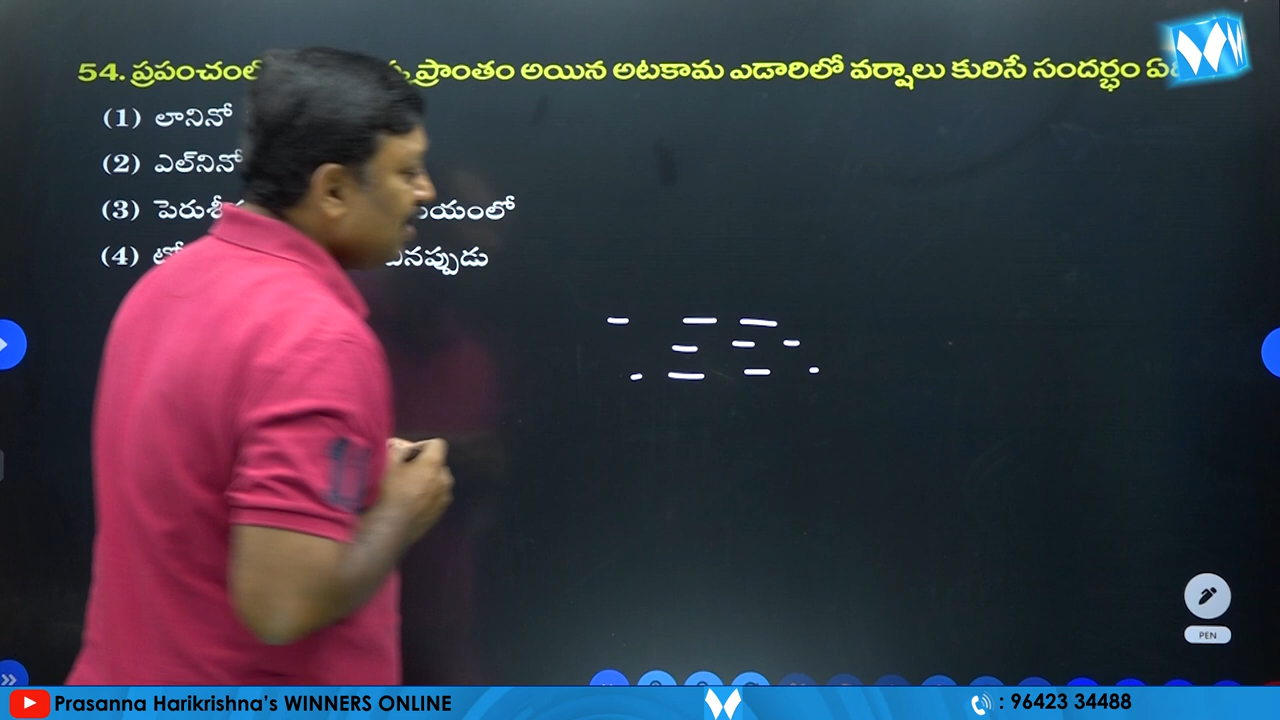 54. ప్రపంచంలో ప్రాంతం అయిన అటకామ ఎడారిలో వర్షాలు కురిసే సందర్భం
(1) లానినో
(2) ఎల్‌నినో
(3)
(4)
PEN
Prasanna Harikrishna's WINNERS ONLINE
: 96423 34488